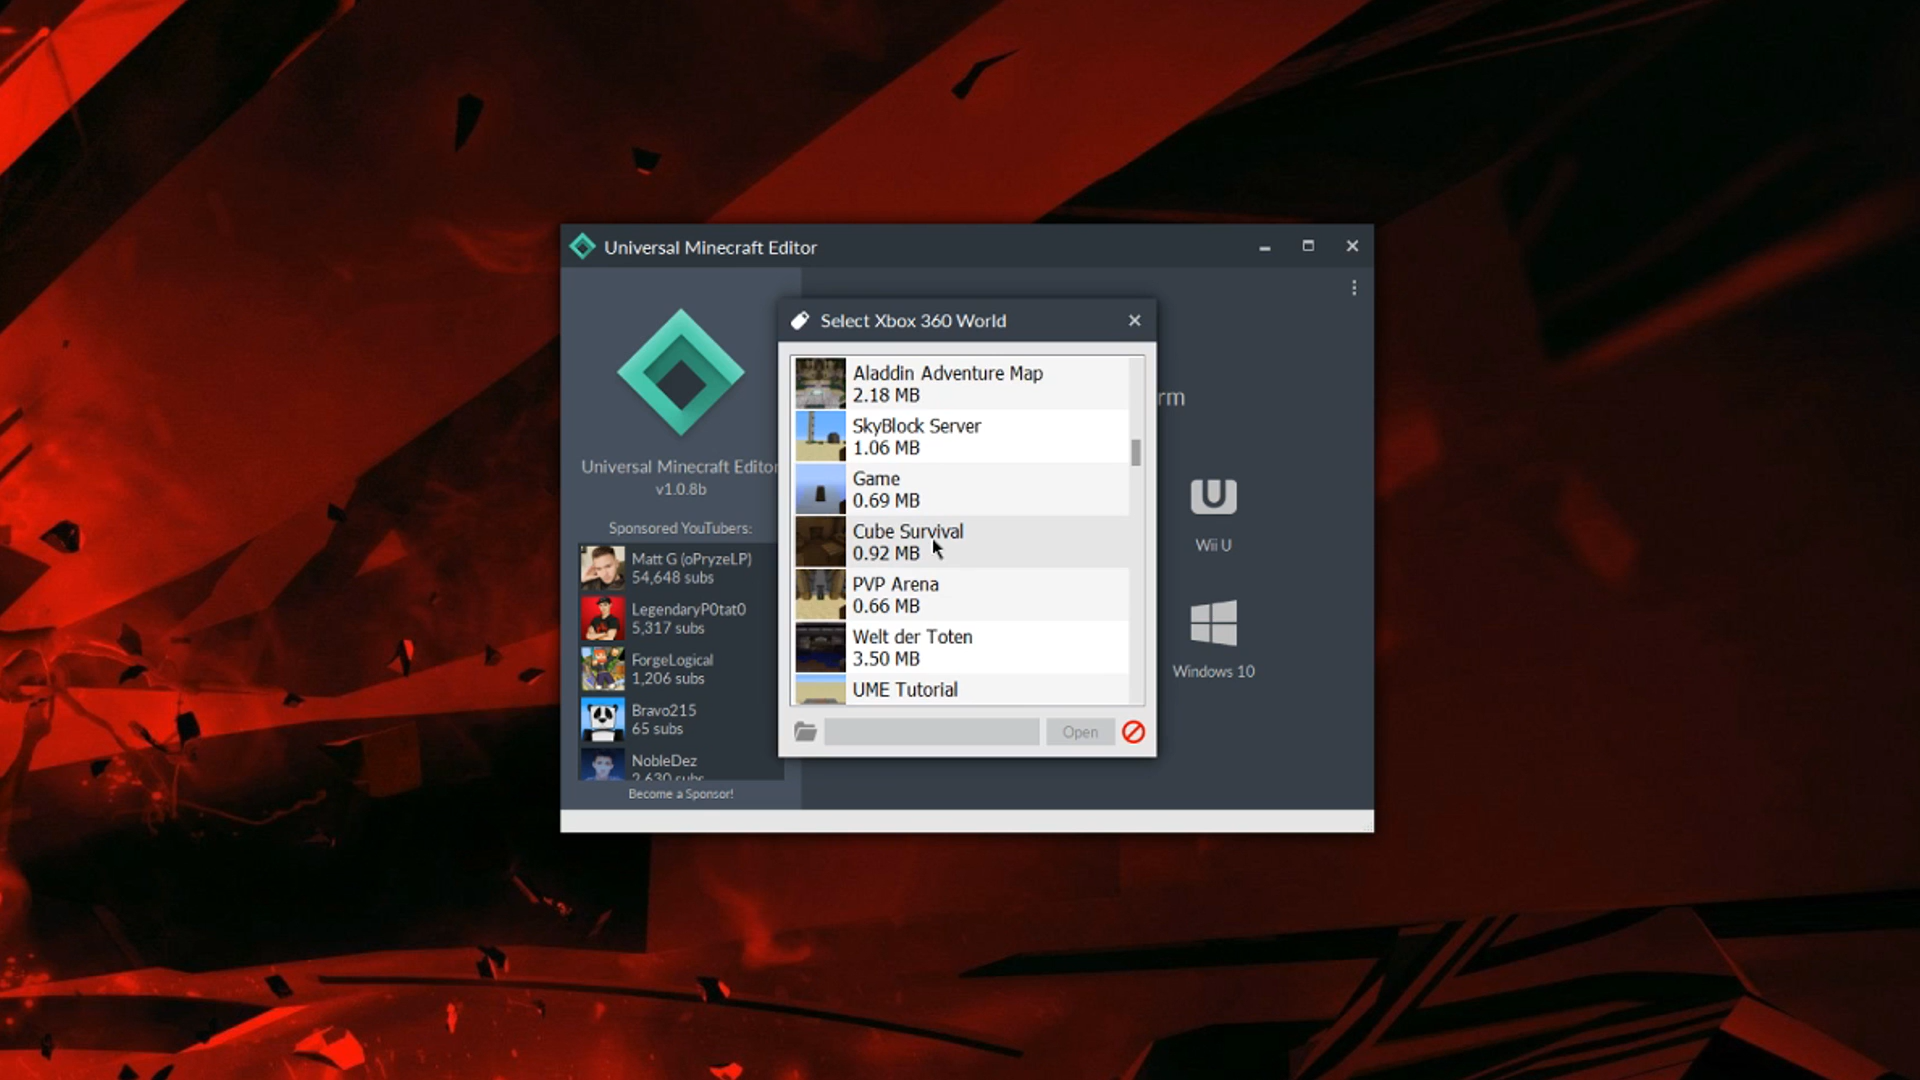 Universal Minecraft Editor
Universal Minecraft Editor
v1.0.8b
Sponsored YouTubers:
Matt G (oPryzeLP)
54,648 subs
LegendaryP0tat0
5,317 subs
ForgeLogical
1,206 subs
Bravo215
65 subs
NobleDez
2,630 subs
Become a Sponsor!
Select Xbox 360 World
Aladdin Adventure Map
2.18 MB
SkyBlock Server
1.06 MB
Game
0.69 MB
Cube Survival
0.92 MB
PVP Arena
0.66 MB
Welt der Toten
3.50 MB
UME Tutorial
Open
rm
Wii U
Windows 10